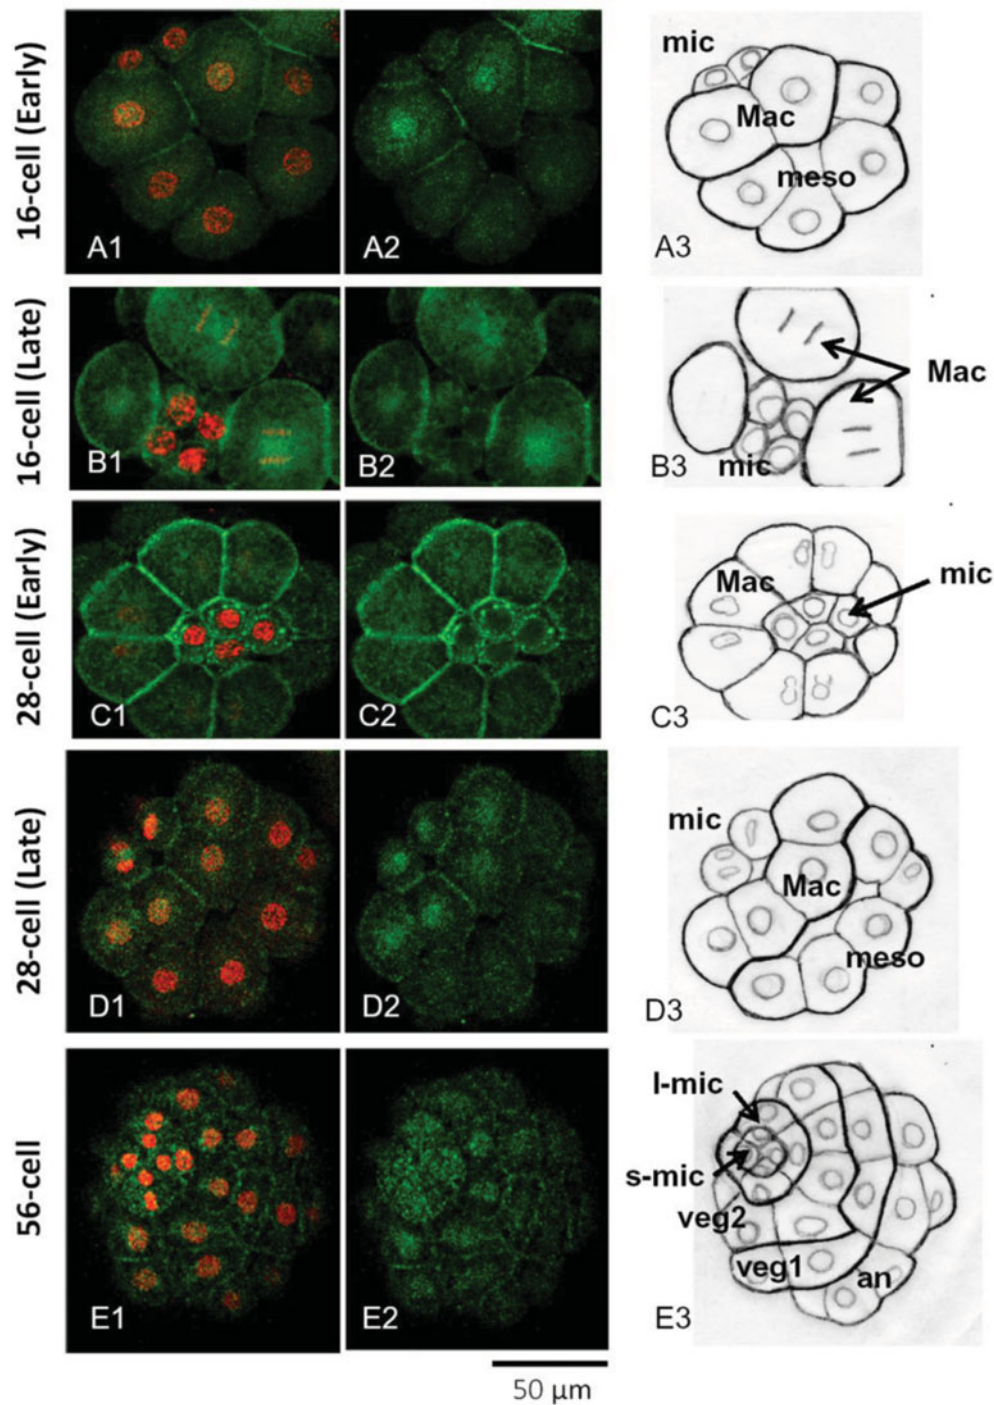 16-cell (Early)
A1
A2
mic
Mac
meso
A3
16-cell (Late)
B1
B2
Mac
mic
B3
28-cell (Early)
C1
C2
Mac
mic
C3
28-cell (Late)
D1
D2
mic
Mac
meso
D3
56-cell
E1
E2
l-mic
s-mic
veg2
veg1
an
E3
50 µm